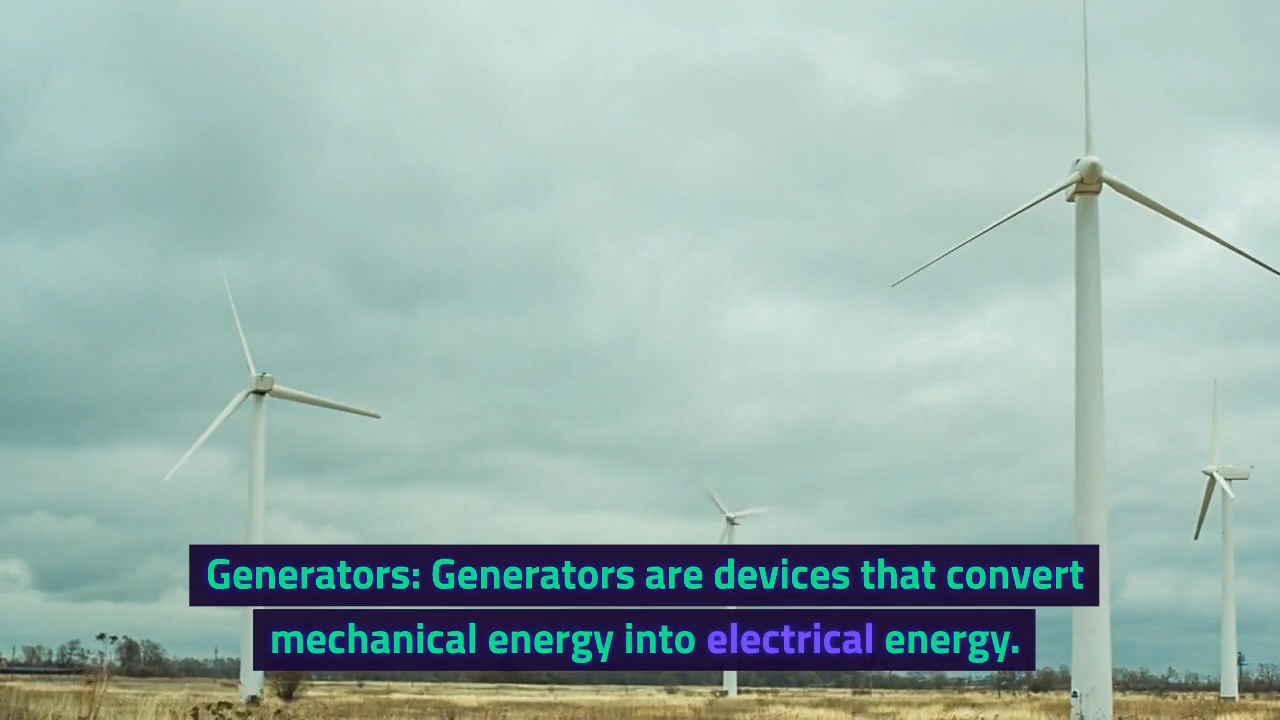 Generators: Generators are devices that convert
mechanical energy into electrical energy.